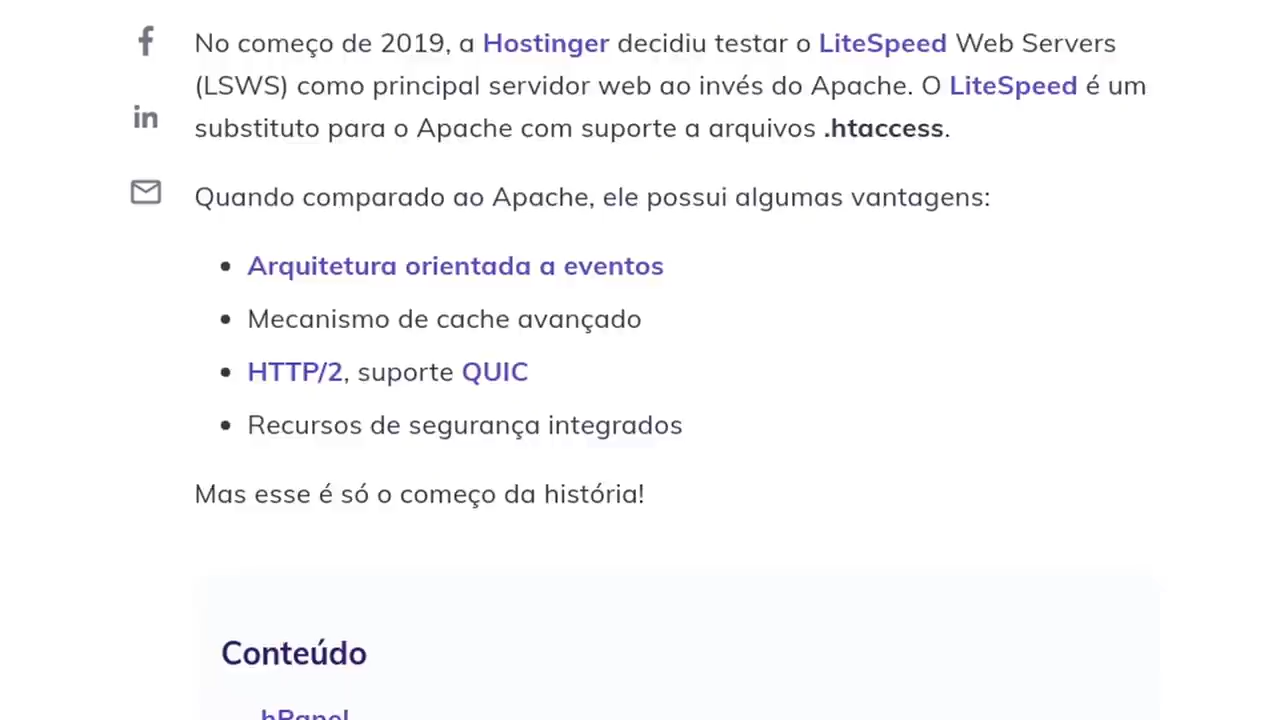 No começo de 2019, a Hostinger decidiu testar o LiteSpeed Web Servers
(LSWS) como principal servidor web ao invés do Apache. O LiteSpeed é um
substituto para o Apache com suporte a arquivos .htaccess.
Quando comparado ao Apache, ele possui algumas vantagens:
• Arquitetura orientada a eventos
• Mecanismo de cache avançado
• HTTP/2, suporte QUIC
• Recursos de segurança integrados
Mas esse é só o começo da história!
Conteúdo
hPanel